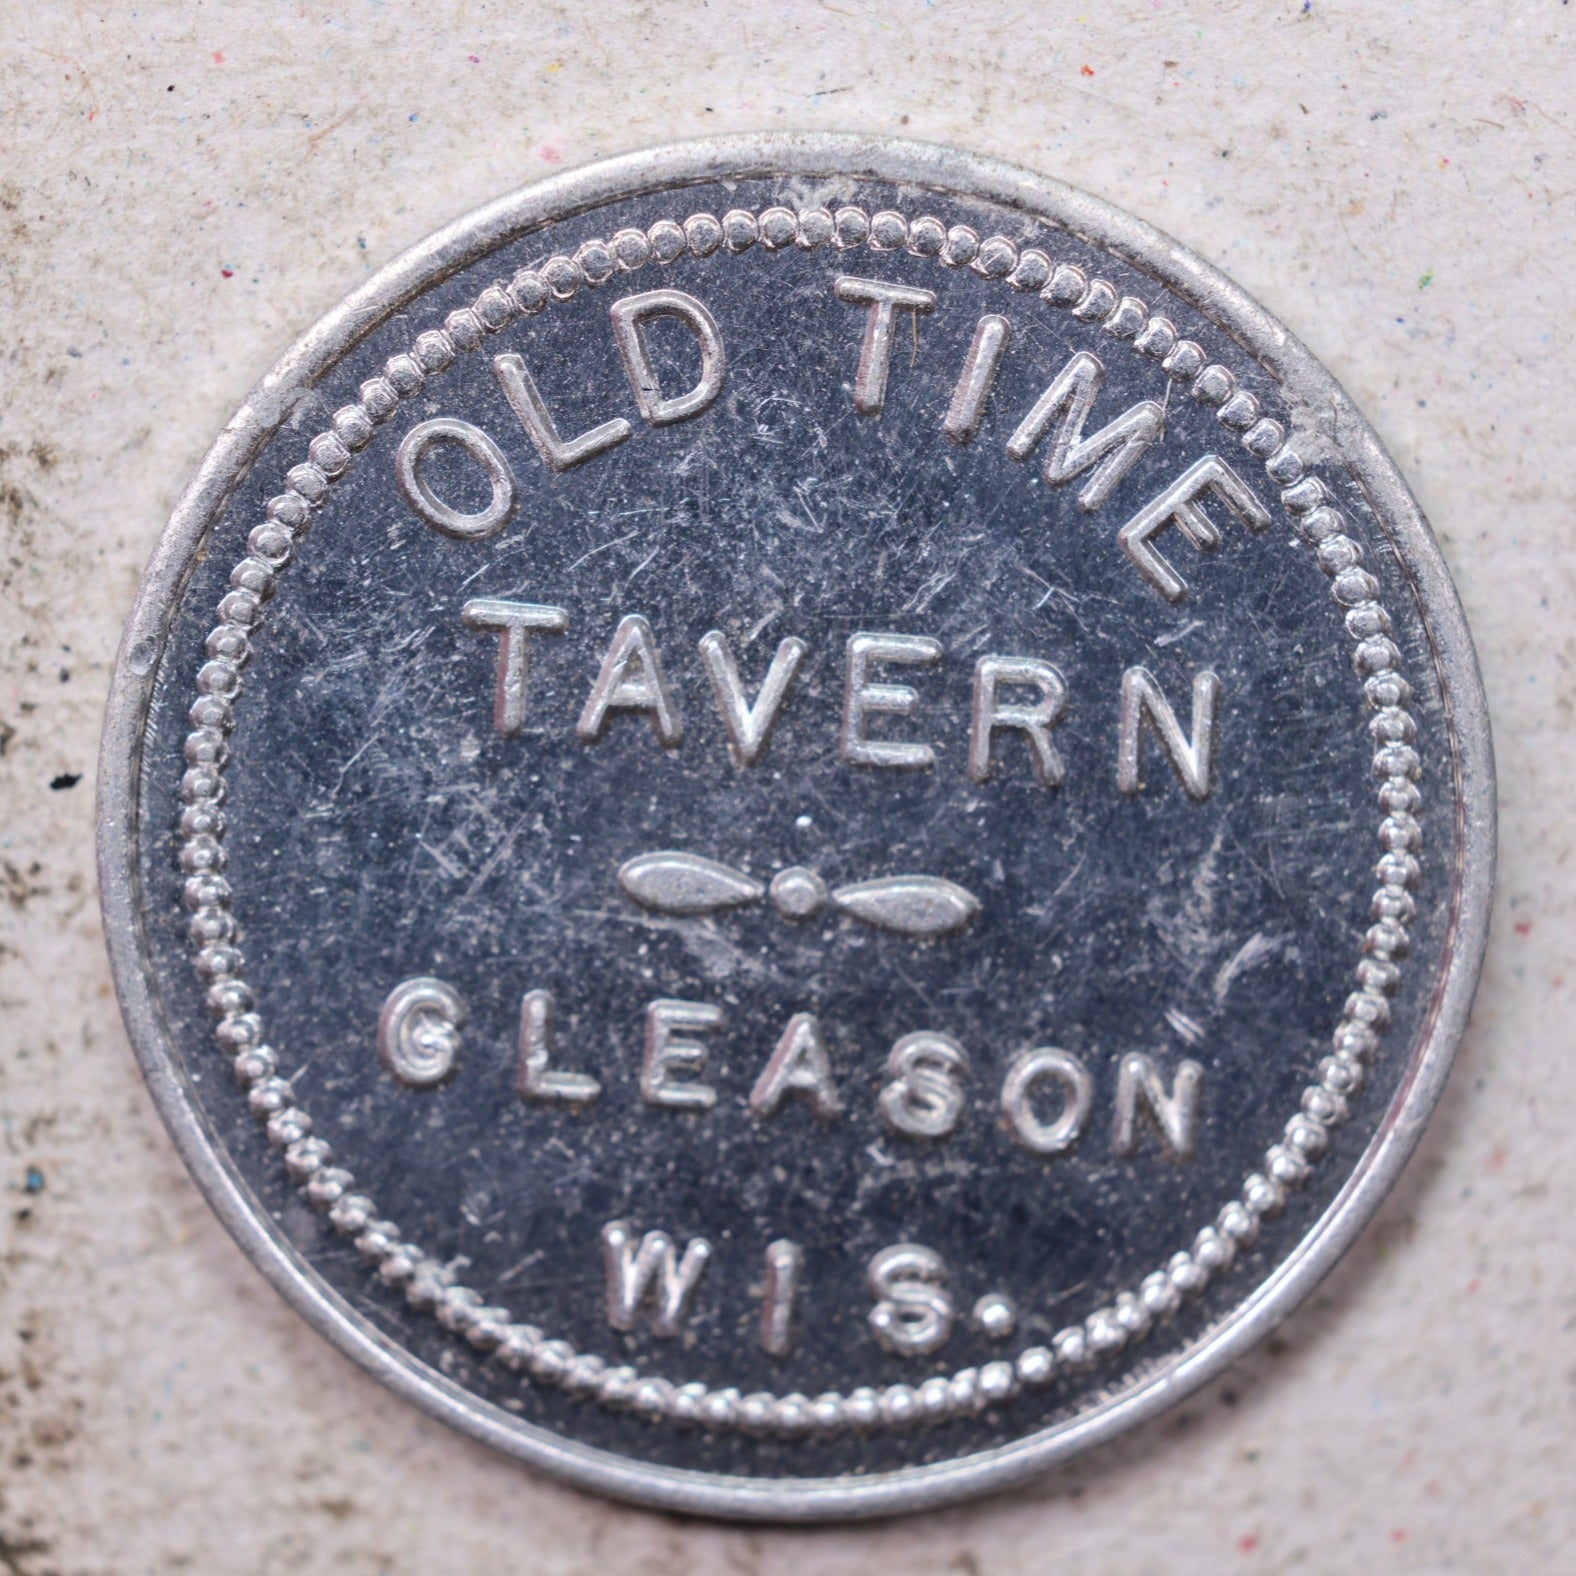 OLD TIME
TAVERN
GLEASON
WIS.